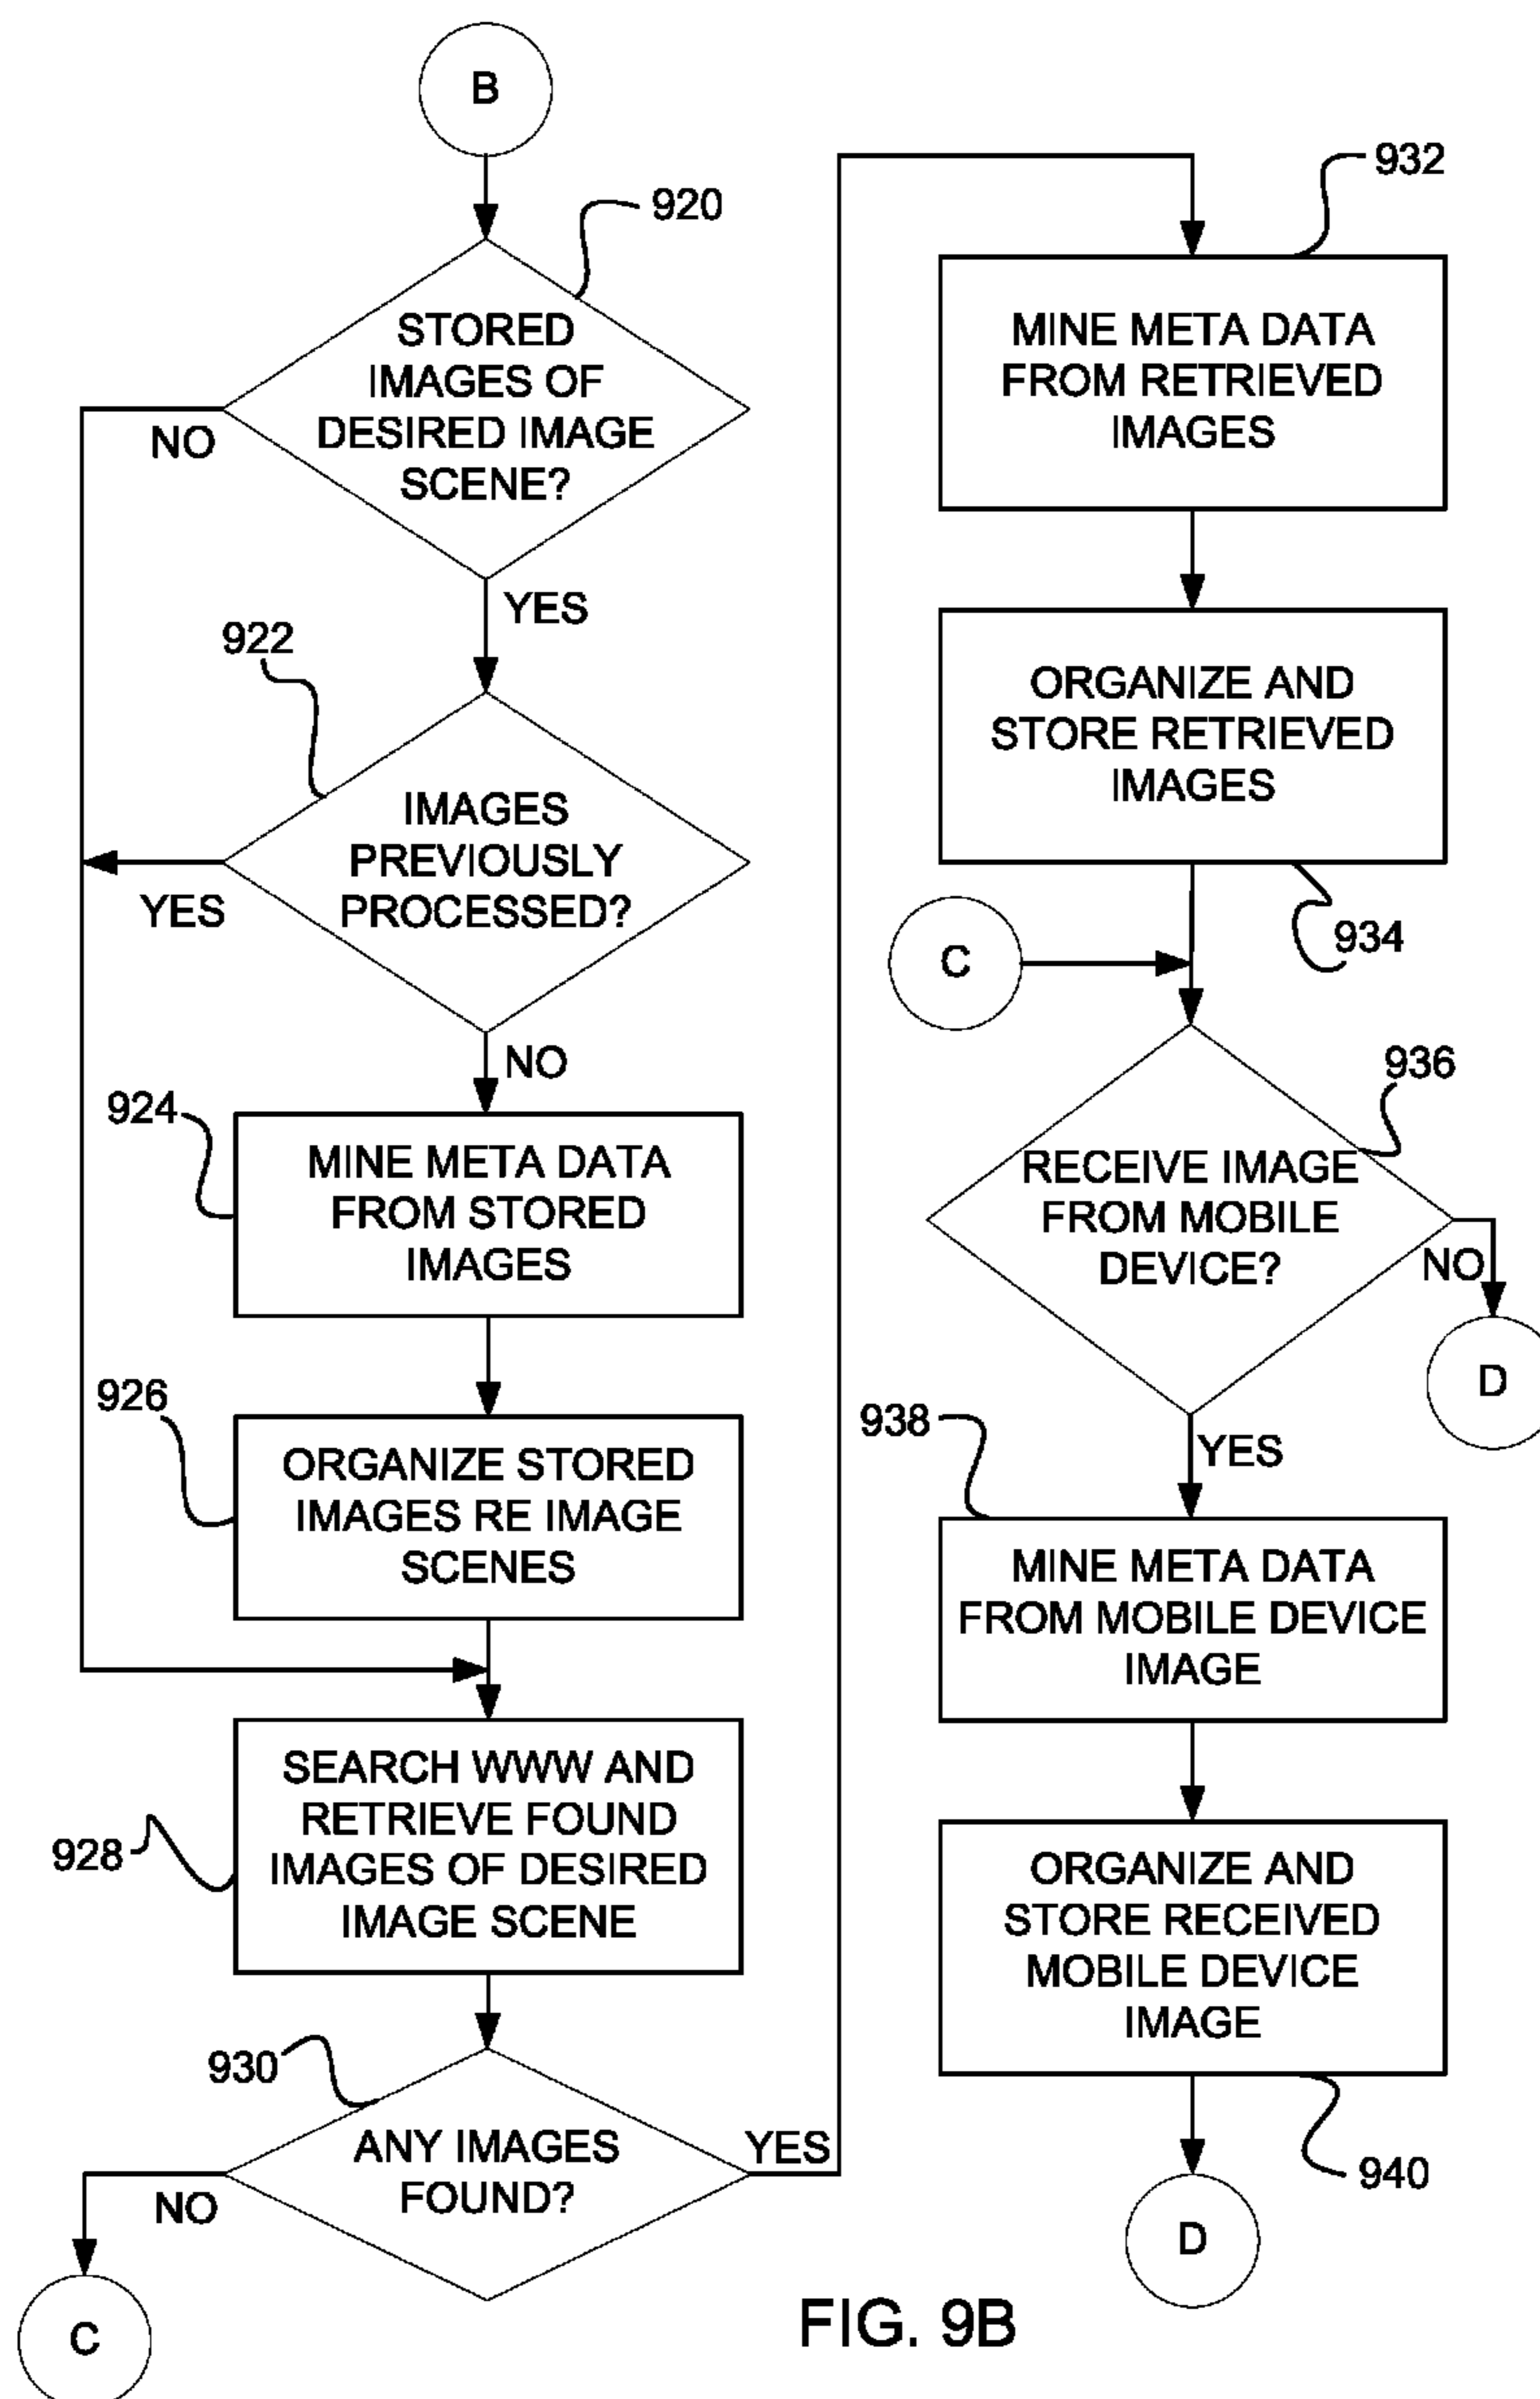 B
920
STORED
IMAGES OF
DESIRED IMAGE
SCENE?
NO
YES
922
IMAGES
PREVIOUSLY
PROCESSED?
YES
NO
924
MINE META DATA
FROM STORED
IMAGES
926
ORGANIZE STORED
IMAGES RE IMAGE
SCENES
SEARCH WWW AND
RETRIEVE FOUND
IMAGES OF DESIRED
IMAGE SCENE
928
930
ANY IMAGES
FOUND?
YES
NO
C
932
MINE META DATA
FROM RETRIEVED
IMAGES
ORGANIZE AND
STORE RETRIEVED
IMAGES
934
C
936
RECEIVE IMAGE
FROM MOBILE
DEVICE?
NO
D
938
YES
MINE META DATA
FROM MOBILE DEVICE
IMAGE
ORGANIZE AND
STORE RECEIVED
MOBILE DEVICE
IMAGE
940
D
FIG. 9B